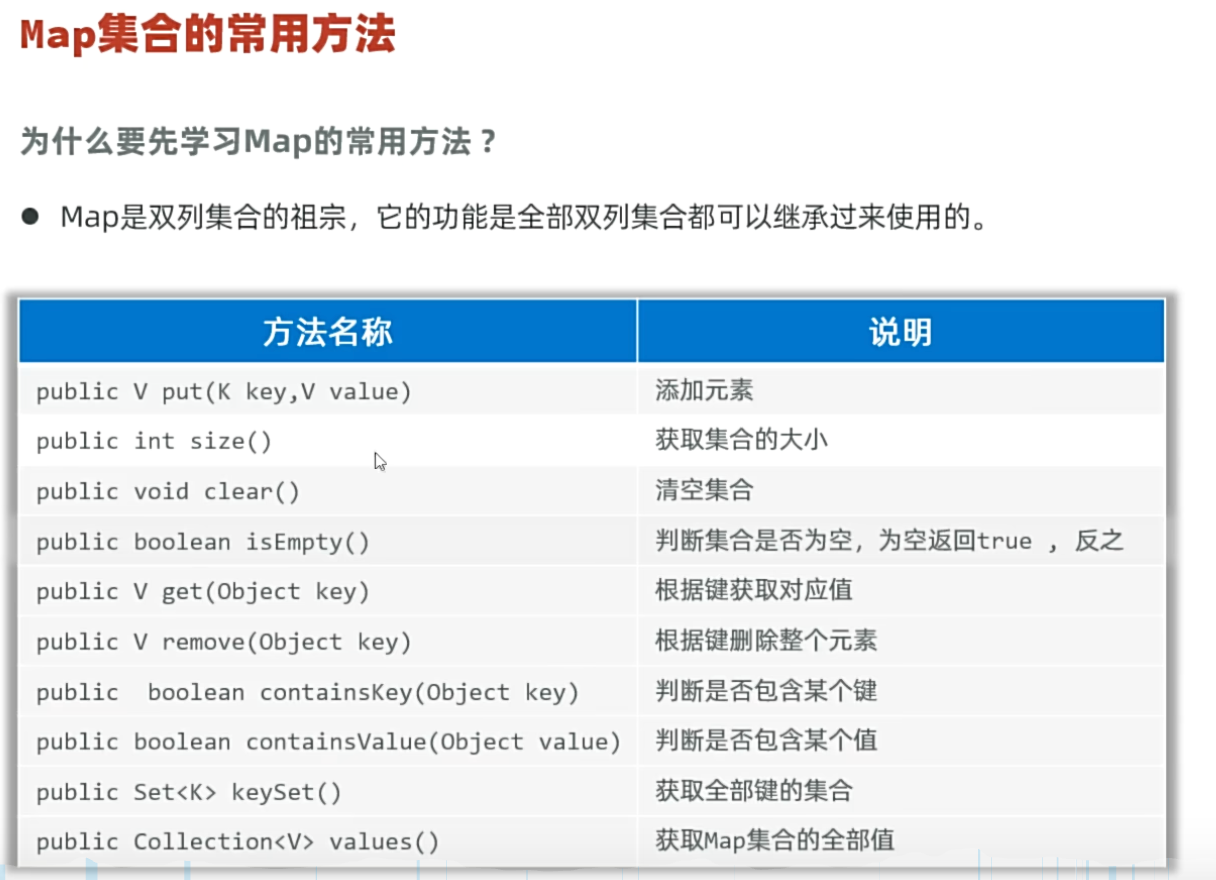 Map集合的常用方法
为什么要先学习Map的常用方法？
● Map是双列集合的祖宗，它的功能是全部双列集合都可以继承过来使用的。
方法名称 说明
public V put(K key,V value) 添加元素
public int size() 获取集合的大小
public void clear() 清空集合
public boolean isEmpty() 判断集合是否为空，为空返回true ，反之
public V get(Object key) 根据键获取对应值
public V remove(Object key) 根据键删除整个元素
public  boolean containsKey(Object key) 判断是否包含某个键
public boolean containsValue(Object value) 判断是否包含某个值
public Set<K> keySet() 获取全部键的集合
public Collection<V> values() 获取Map集合的全部值